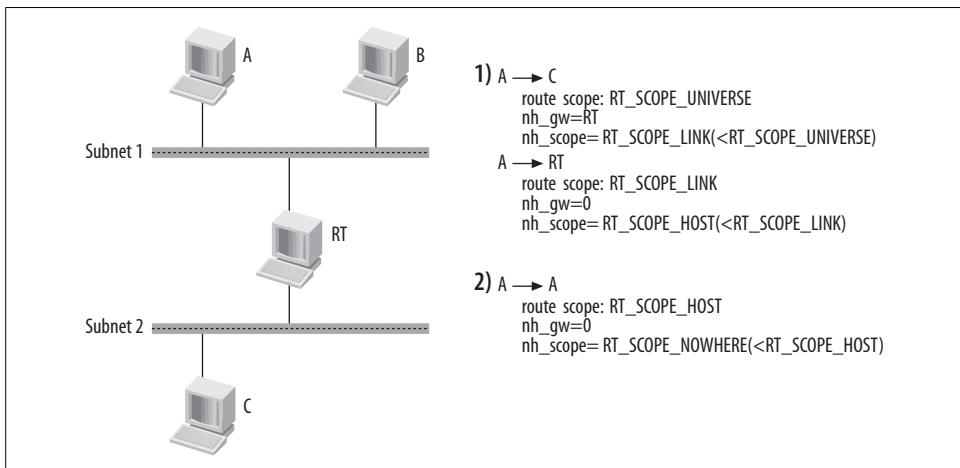 A
B
Subnet 1
RT
Subnet 2
C
1) A → C
route scope: RT_SCOPE_UNIVERSE
nh_gw=RT
nh_scope= RT_SCOPE_LINK(<RT_SCOPE_UNIVERSE)
A → RT
route scope: RT_SCOPE_LINK
nh_gw=0
nh_scope= RT_SCOPE_HOST(<RT_SCOPE_LINK)
2) A → A
route scope: RT_SCOPE_HOST
nh_gw=0
nh_scope= RT_SCOPE_NOWHERE(<RT_SCOPE_HOST)